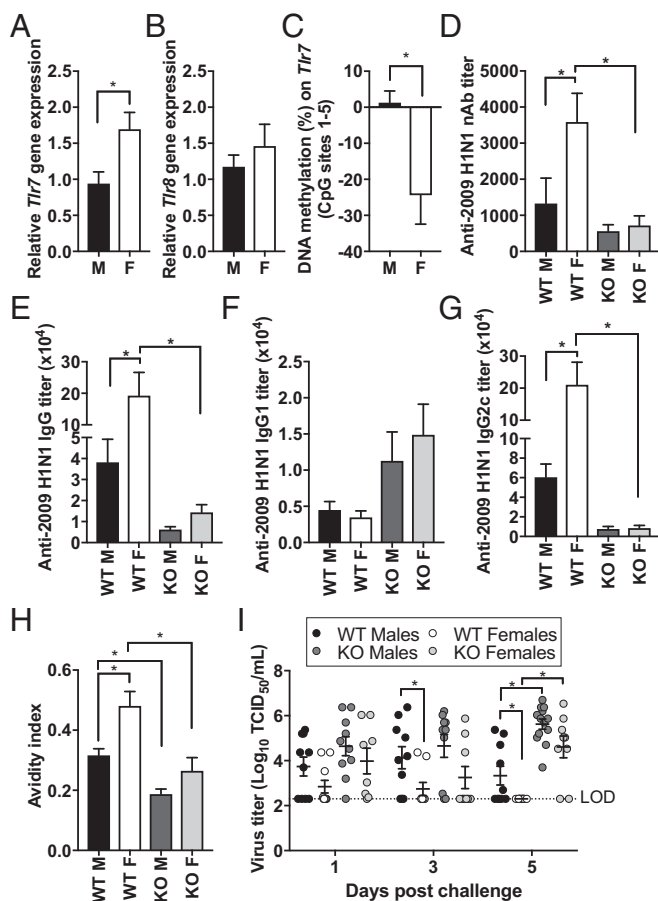 A
Relative Tlr7 gene expression
2.5
2.0
1.5
1.0
0.5
0.0
*
M
F
B
Relative Tlr8 gene expression
2.5
2.0
1.5
1.0
0.5
0.0
M
F
C
DNA methylation (%) on Tlr7
(CpG sites 1-5)
10
0
-10
-20
-30
-40
*
M
F
D
Anti-2009 H1N1 nAb titer
5000
4000
3000
2000
1000
0
*
*
WT M
WT F
KO M
KO F
E
Anti-2009 H1N1 IgG titer (x10⁴)
30
20
10
5
4
3
2
1
0
*
*
WT M
WT F
KO M
KO F
F
Anti-2009 H1N1 IgG1 titer (x10⁴)
2.5
2.0
1.5
1.0
0.5
0.0
WT M
WT F
KO M
KO F
G
Anti-2009 H1N1 IgG2c titer (x10⁴)
30
20
10
8
6
4
2
0
*
*
WT M
WT F
KO M
KO F
H
Avidity index
0.6
0.4
0.2
0.0
*
*
*
WT M
WT F
KO M
KO F
I
WT Males
WT Females
KO Males
KO Females
Virus titer (Log₁₀ TCID₅₀/mL)
8
6
4
2
0
*
*
*
*
LOD
1
3
5
Days post challenge